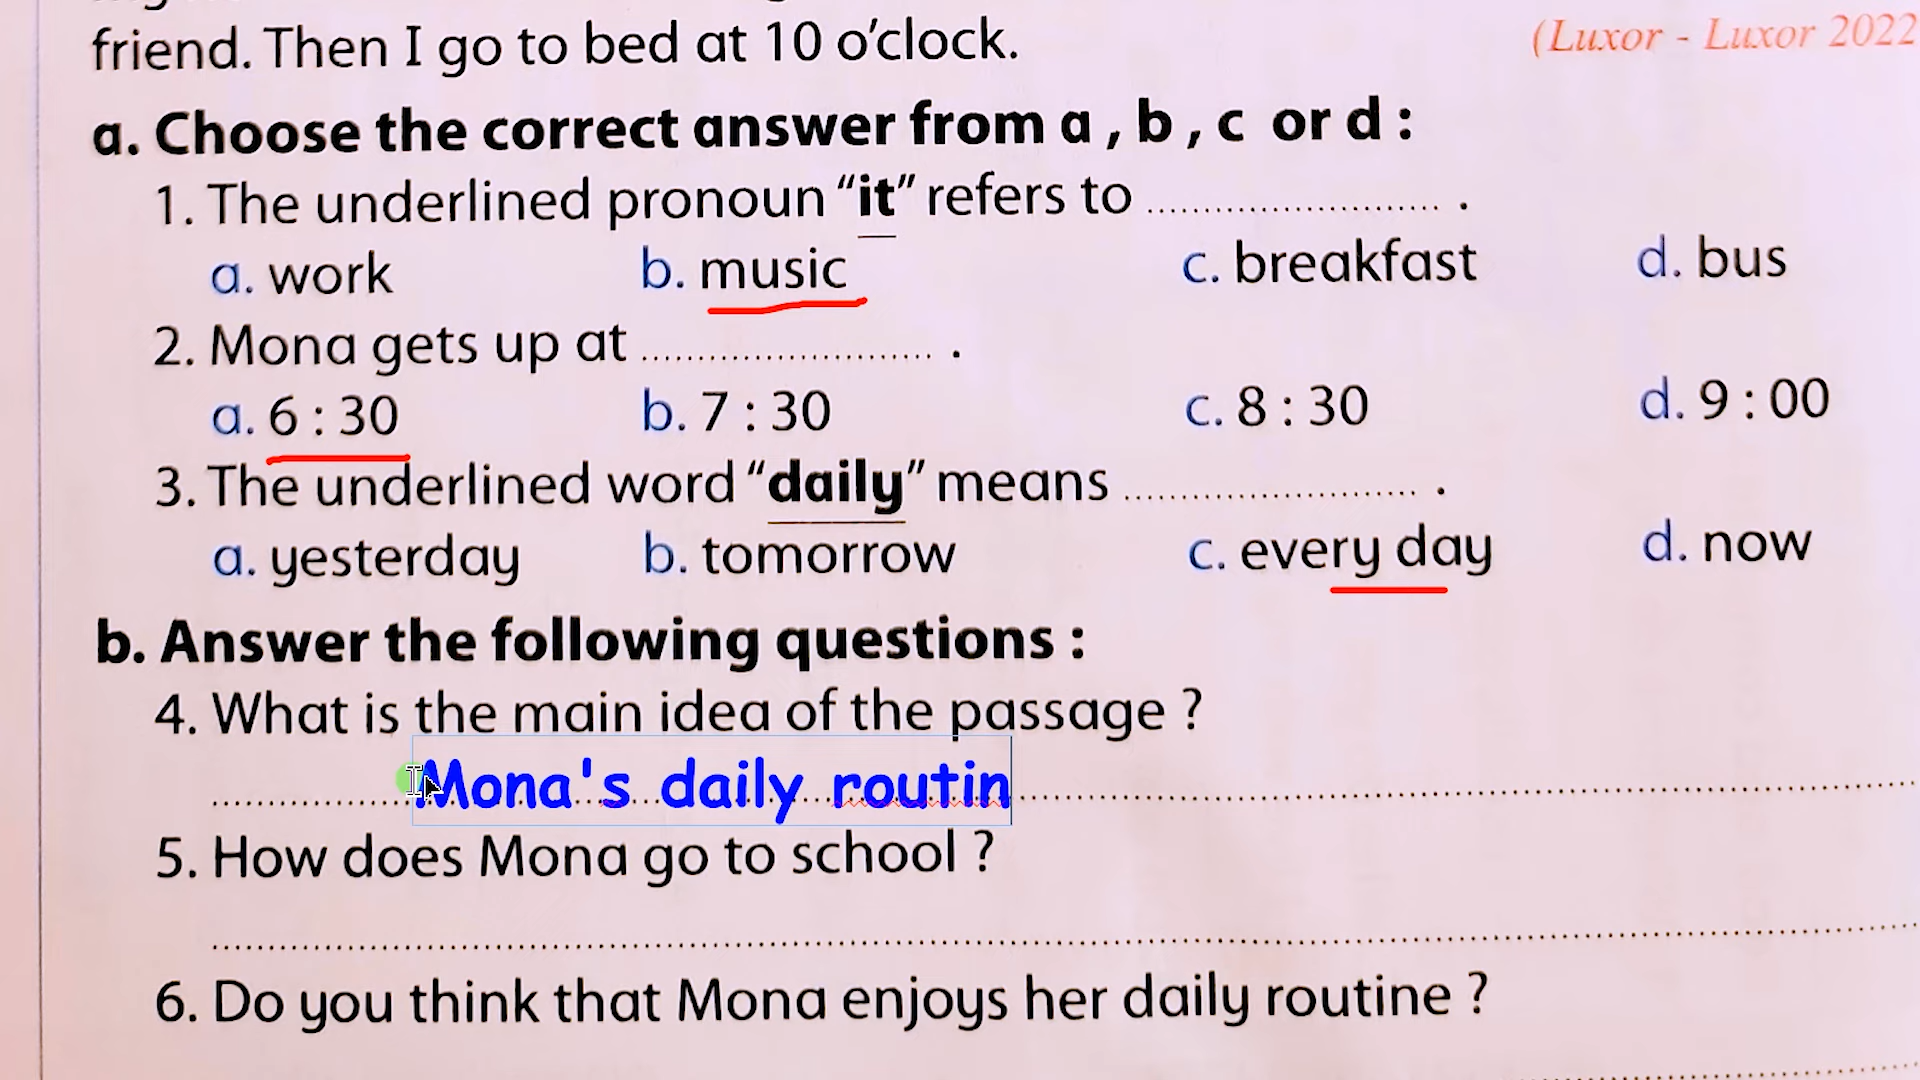 friend. Then I go to bed at 10 o'clock.
(Luxor - Luxor 2022
a. Choose the correct answer from a , b , c or d :
1. The underlined pronoun “it” refers to .......................... .
a. work b. music c. breakfast d. bus
2. Mona gets up at .......................... .
a. 6 : 30 b. 7 : 30 c. 8 : 30 d. 9 : 00
3. The underlined word “daily” means .......................... .
a. yesterday b. tomorrow c. every day d. now
b. Answer the following questions :
4. What is the main idea of the passage ?
Mona's daily routin
5. How does Mona go to school ?
6. Do you think that Mona enjoys her daily routine ?